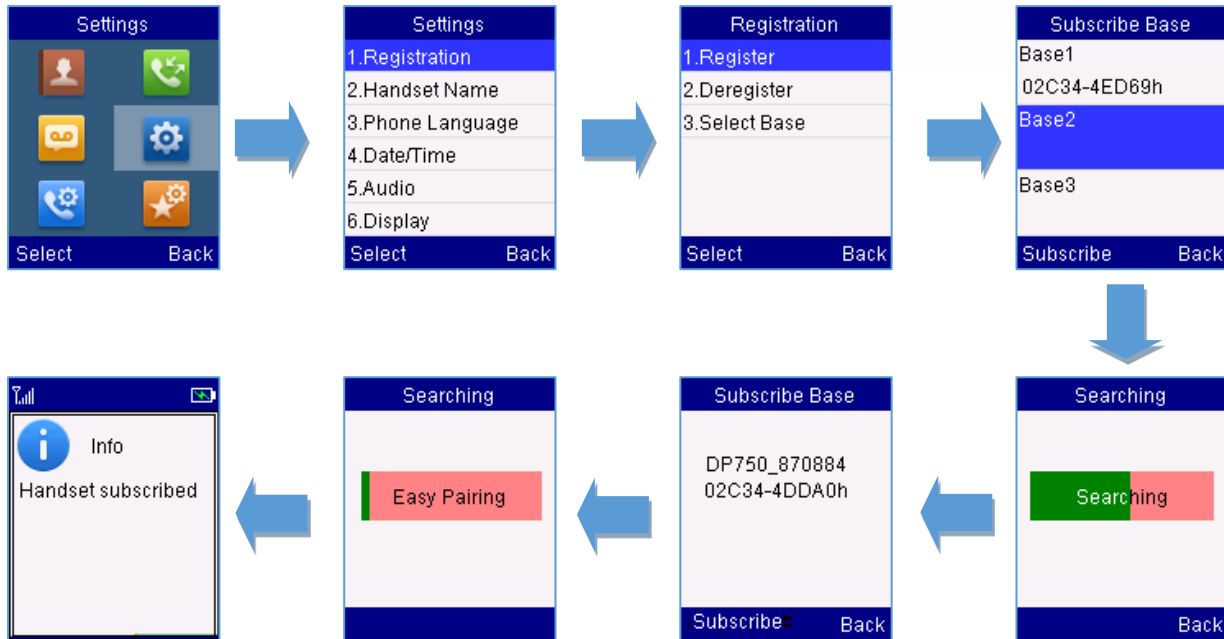 Settings
Select Back
Settings
1.Registration
2.Handset Name
3.Phone Language
4.Date/Time
5.Audio
6.Display
Select Back
Registration
1.Register
2.Deregister
3.Select Base
Select Back
Subscribe Base
Base1
02C34-4ED69h
Base2
Base3
Subscribe Back
Searching
Searching
Back
Subscribe Base
DP750_870884
02C34-4DDA0h
Subscribe Back
Searching
Easy Pairing
Info
Handset subscribed